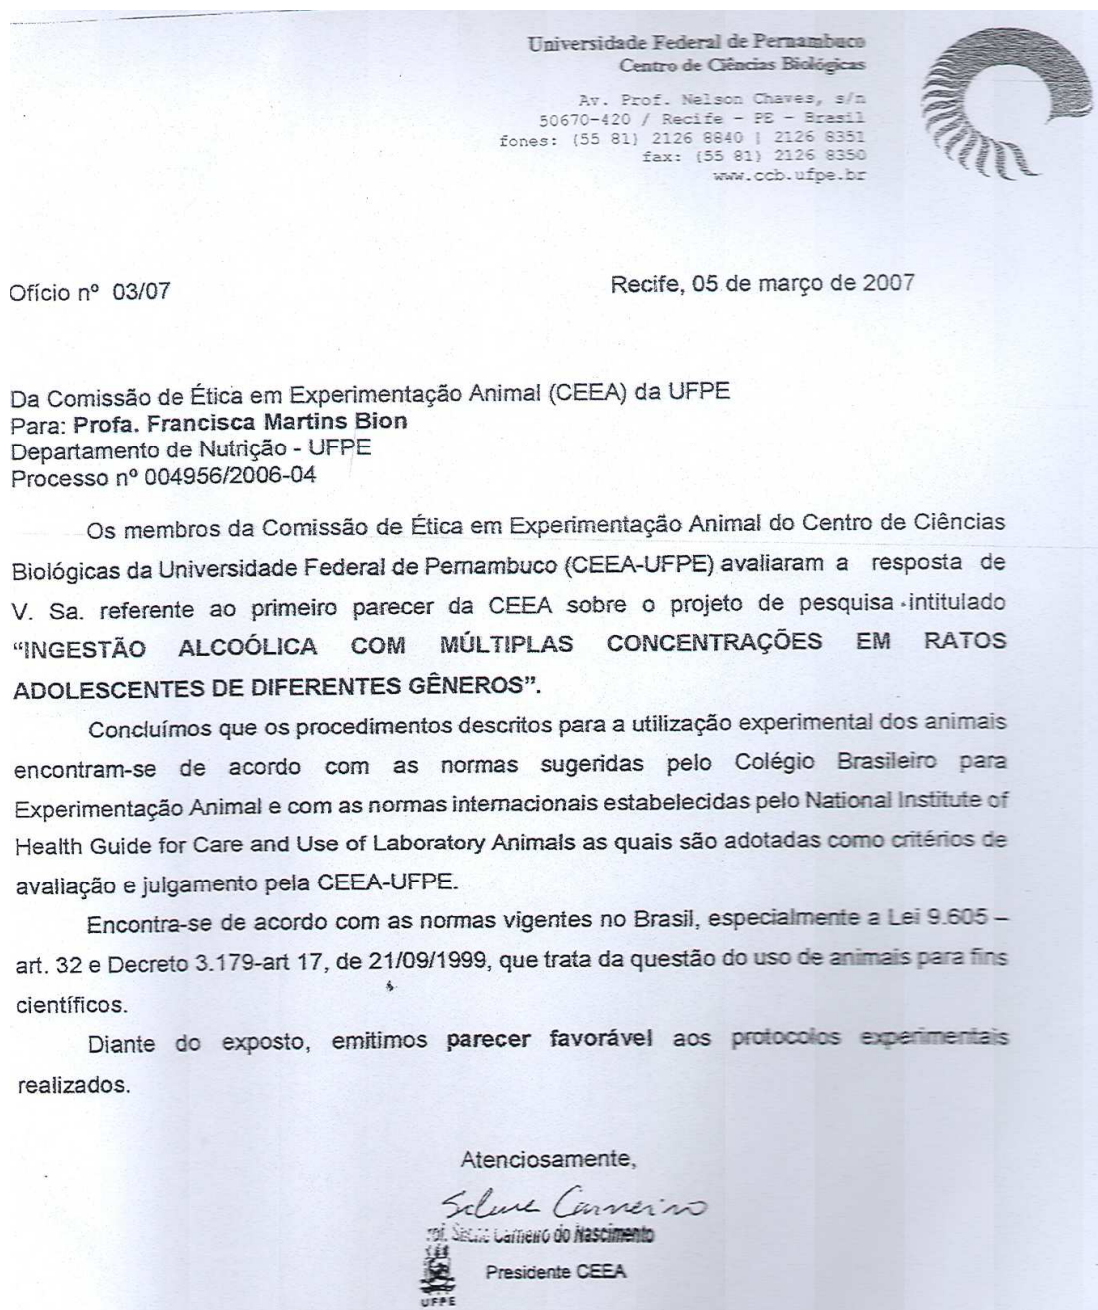 Universidade Federal de Pernambuco
Centro de Ciências Biológicas
Av. Prof. Nelson Chaves, s/n
50670-420 / Recife - PE - Brasil
fones: (55 81) 2126 8840 | 2126 8351
fax: (55 81) 2126 8350
www.ccb.ufpe.br
Ofício nº 03/07
Recife, 05 de março de 2007
Da Comissão de Ética em Experimentação Animal (CEEA) da UFPE
Para: Profa. Francisca Martins Bion
Departamento de Nutrição - UFPE
Processo nº 004956/2006-04
Os membros da Comissão de Ética em Experimentação Animal do Centro de Ciências
Biológicas da Universidade Federal de Pernambuco (CEEA-UFPE) avaliaram a resposta de
V. Sa. referente ao primeiro parecer da CEEA sobre o projeto de pesquisa intitulado
“INGESTÃO ALCOÓLICA COM MÚLTIPLAS CONCENTRAÇÕES EM RATOS
ADOLESCENTES DE DIFERENTES GÊNEROS”.
Concluímos que os procedimentos descritos para a utilização experimental dos animais
encontram-se de acordo com as normas sugeridas pelo Colégio Brasileiro para
Experimentação Animal e com as normas internacionais estabelecidas pelo National Institute of
Health Guide for Care and Use of Laboratory Animals as quais são adotadas como critérios de
avaliação e julgamento pela CEEA-UFPE.
Encontra-se de acordo com as normas vigentes no Brasil, especialmente a Lei 9.605 –
art. 32 e Decreto 3.179-art 17, de 21/09/1999, que trata da questão do uso de animais para fins
científicos.
Diante do exposto, emitimos parecer favorável aos protocolos experimentais
realizados.
Atenciosamente,
Carneiro
Carneiro do Nascimento
Presidente CEEA
UFPE